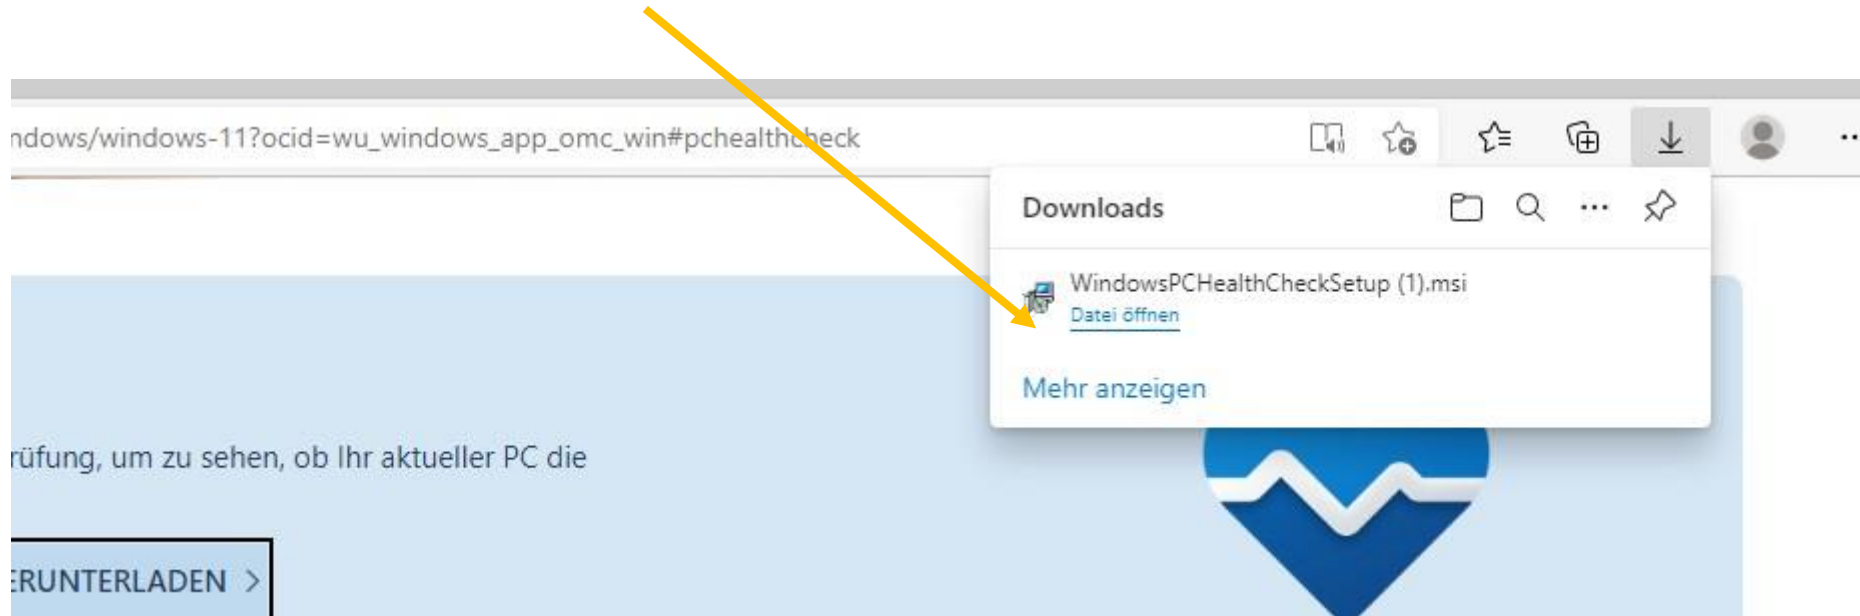 ndows/windows-11?ocid=wu_windows_app_omc_win#pchealthcheck
Downloads
WindowsPCHealthCheckSetup (1).msi
Datei öffnen
Mehr anzeigen
rüfung, um zu sehen, ob Ihr aktueller PC die
ERUNTERLADEN >